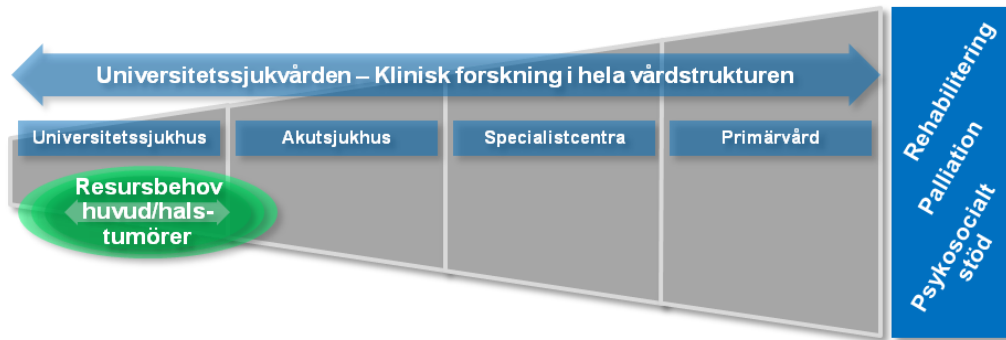 Universitetssjukvården – Klinisk forskning i hela vårdstrukturen
Universitetssjukhus
Akutsjukhus
Specialistcentra
Primärvård
Resursbehov
huvud/hals-
tumörer
Rehabilitering
Palliation
Psykosocialt
stöd